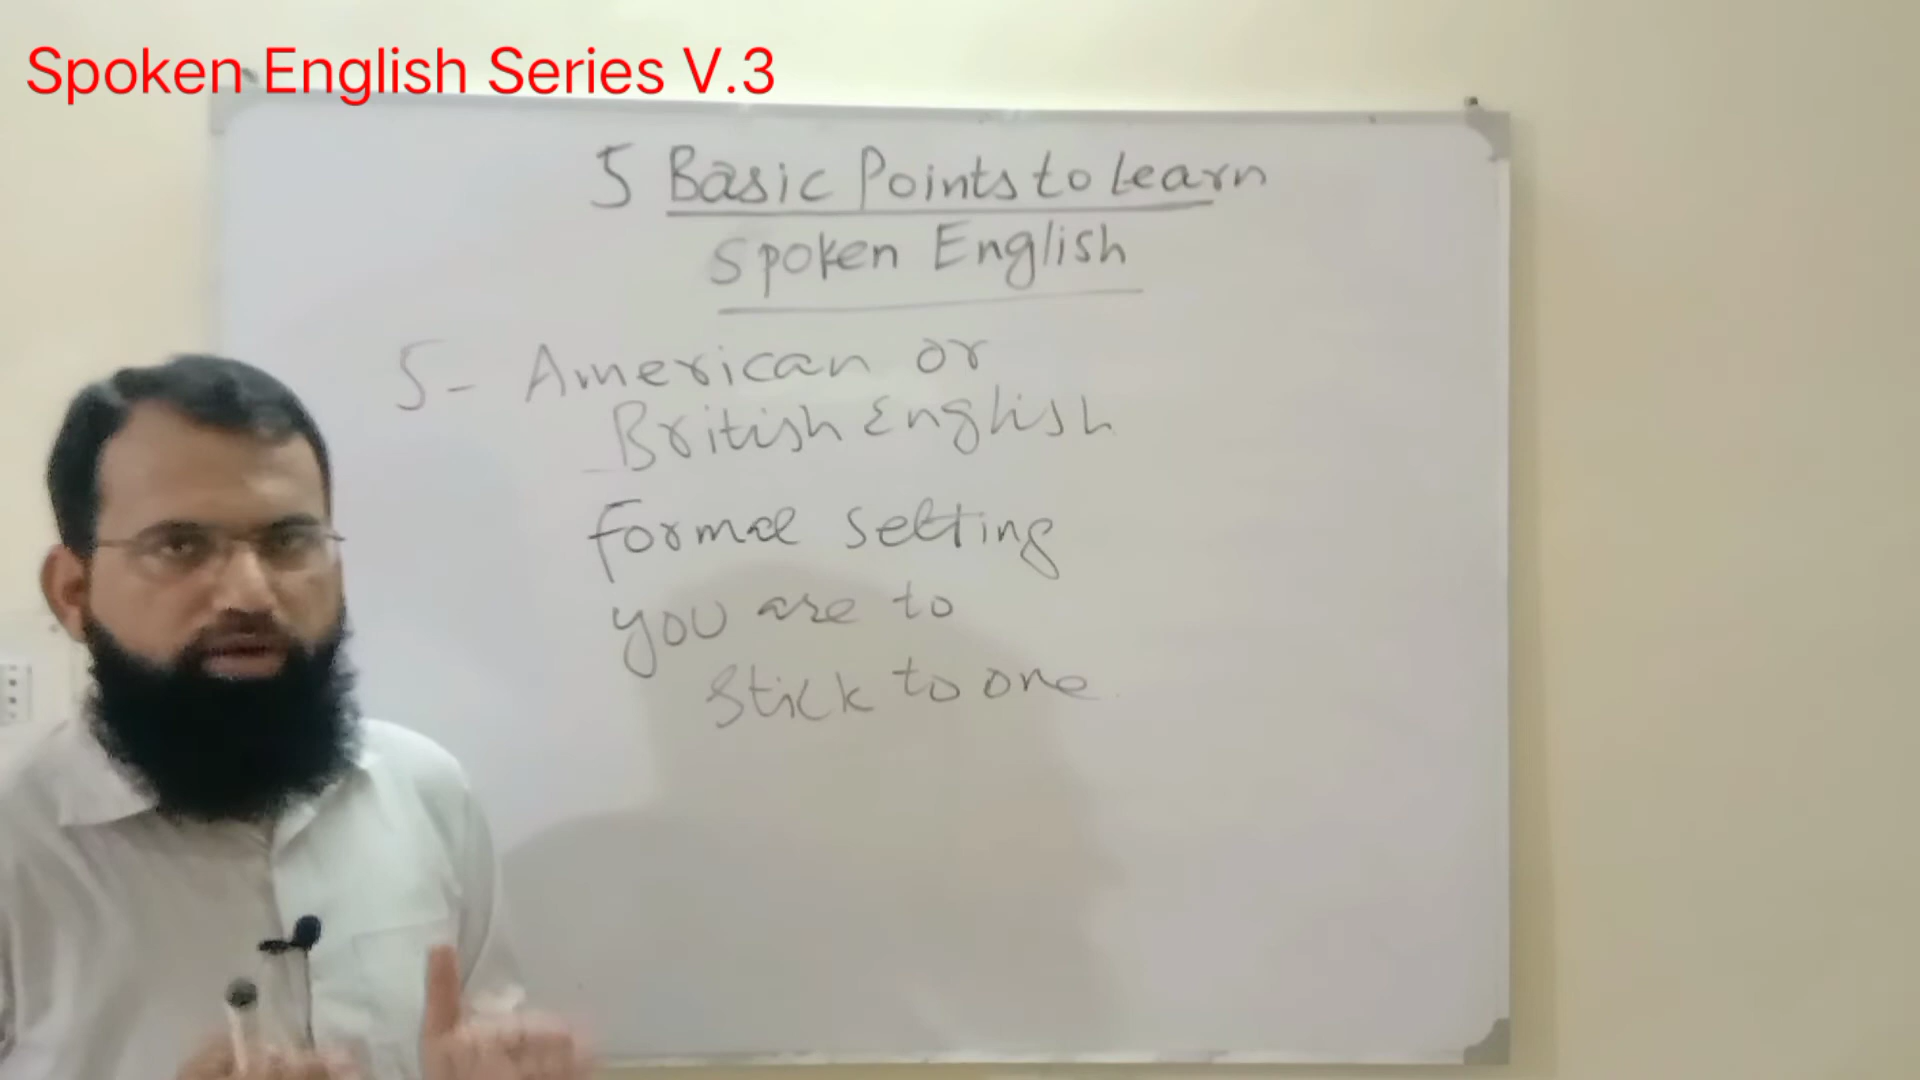 Spoken English Series V.3
5 Basic Points to Learn
Spoken English
5- American or
British English
Formal setting
you are to
Stick to one